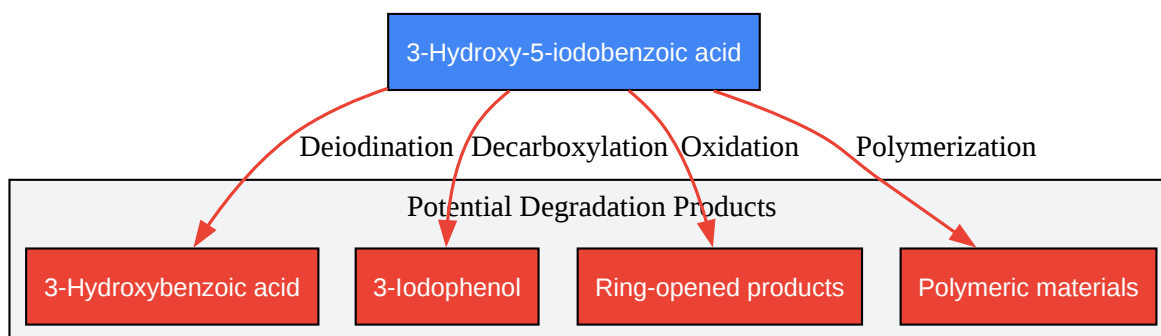 3-Hydroxy-5-iodobenzoic acid
Deiodination
Decarboxylation
Oxidation
Polymerization
Potential Degradation Products
3-Hydroxybenzoic acid
3-Iodophenol
Ring-opened products
Polymeric materials